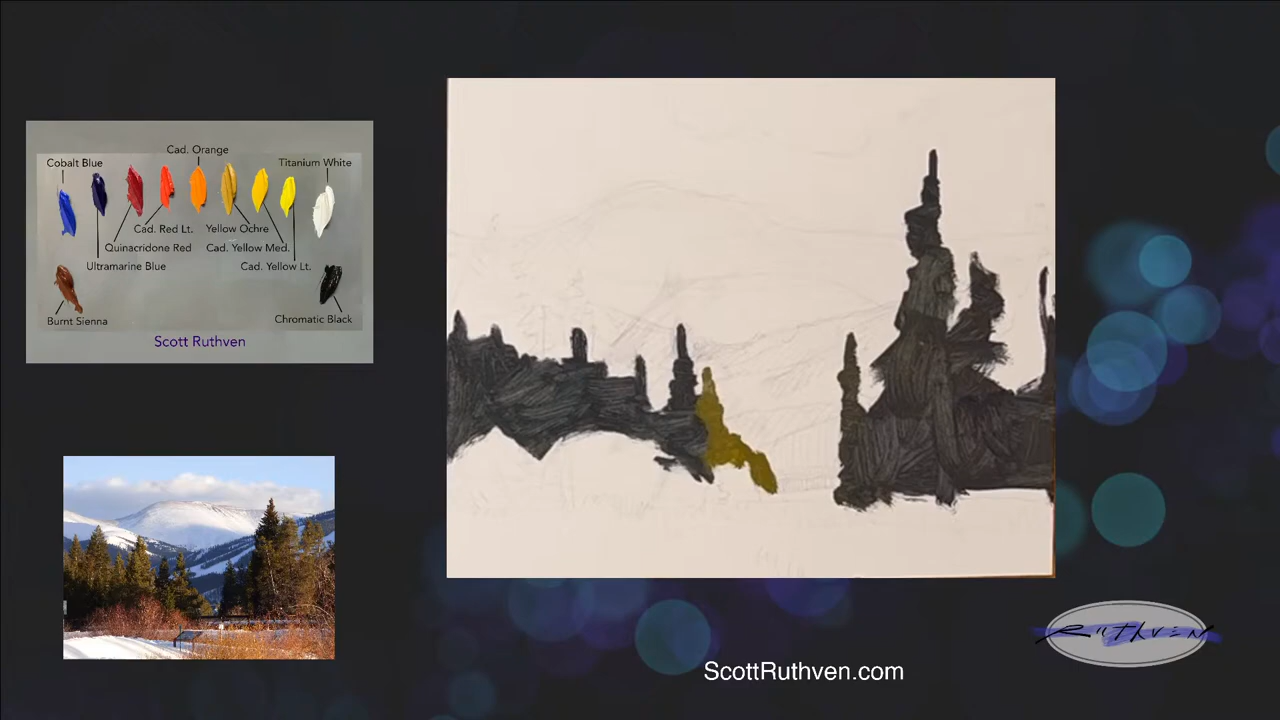 Cad. Orange
Cobalt Blue
Titanium White
Cad. Red Lt.
Yellow Ochre
Quinacridone Red
Cad. Yellow Med.
Ultramarine Blue
Cad. Yellow Lt.
Burnt Sienna
Chromatic Black
Scott Ruthven
RUTHVEN
ScottRuthven.com